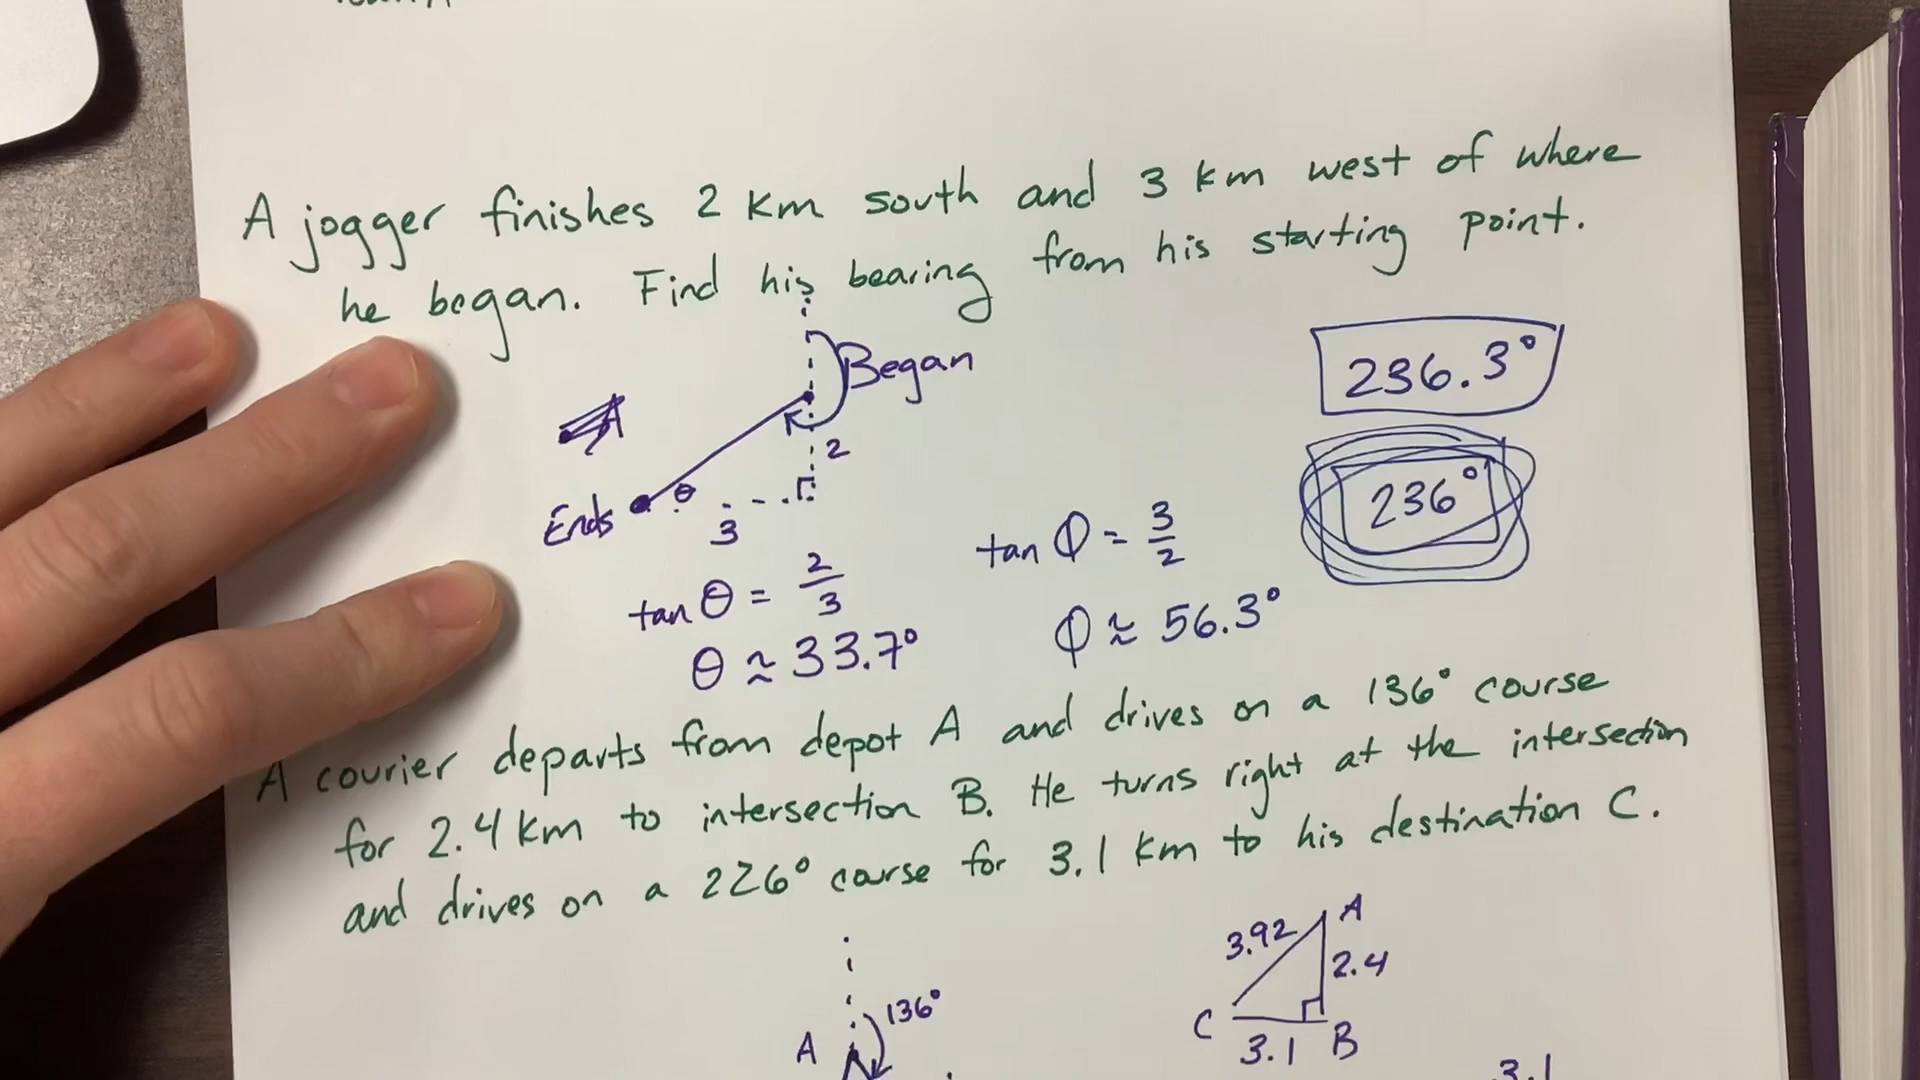 A jogger finishes 2 km south and 3 km west of where
he began. Find his bearing from his starting point.
Began
236.3°
2
236°
Ends
θ
3
tan θ = 2/3
tan Φ = 3/2
θ ≈ 33.7°
Φ ≈ 56.3°
A courier departs from depot A and drives on a 136° course
for 2.4 km to intersection B. He turns right at the intersection
and drives on a 226° course for 3.1 km to his destination C.
A
3.92
2.4
136°
A
C
3.1
B
3.1